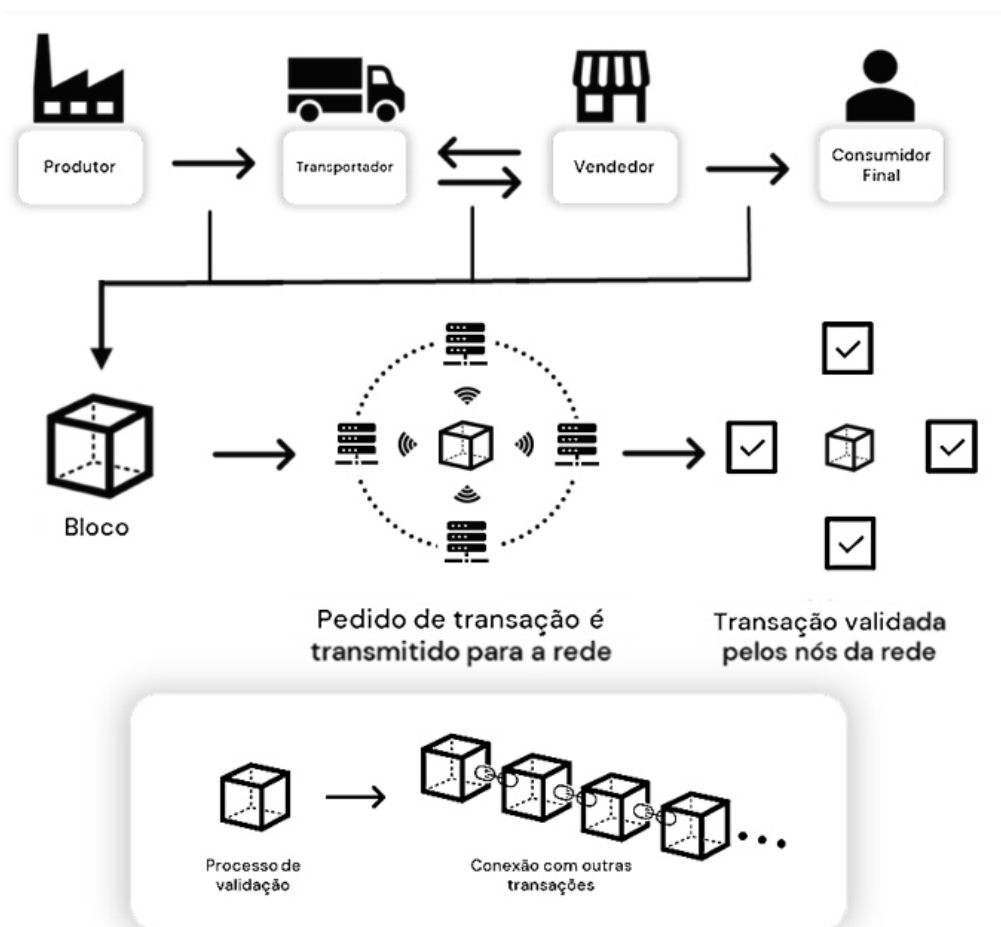 Produtor
Transportador
Vendedor
Consumidor
Final
Bloco
Pedido de transação é
transmitido para a rede
Transação validada
pelos nós da rede
Processo de
validação
Conexão com outras
transações